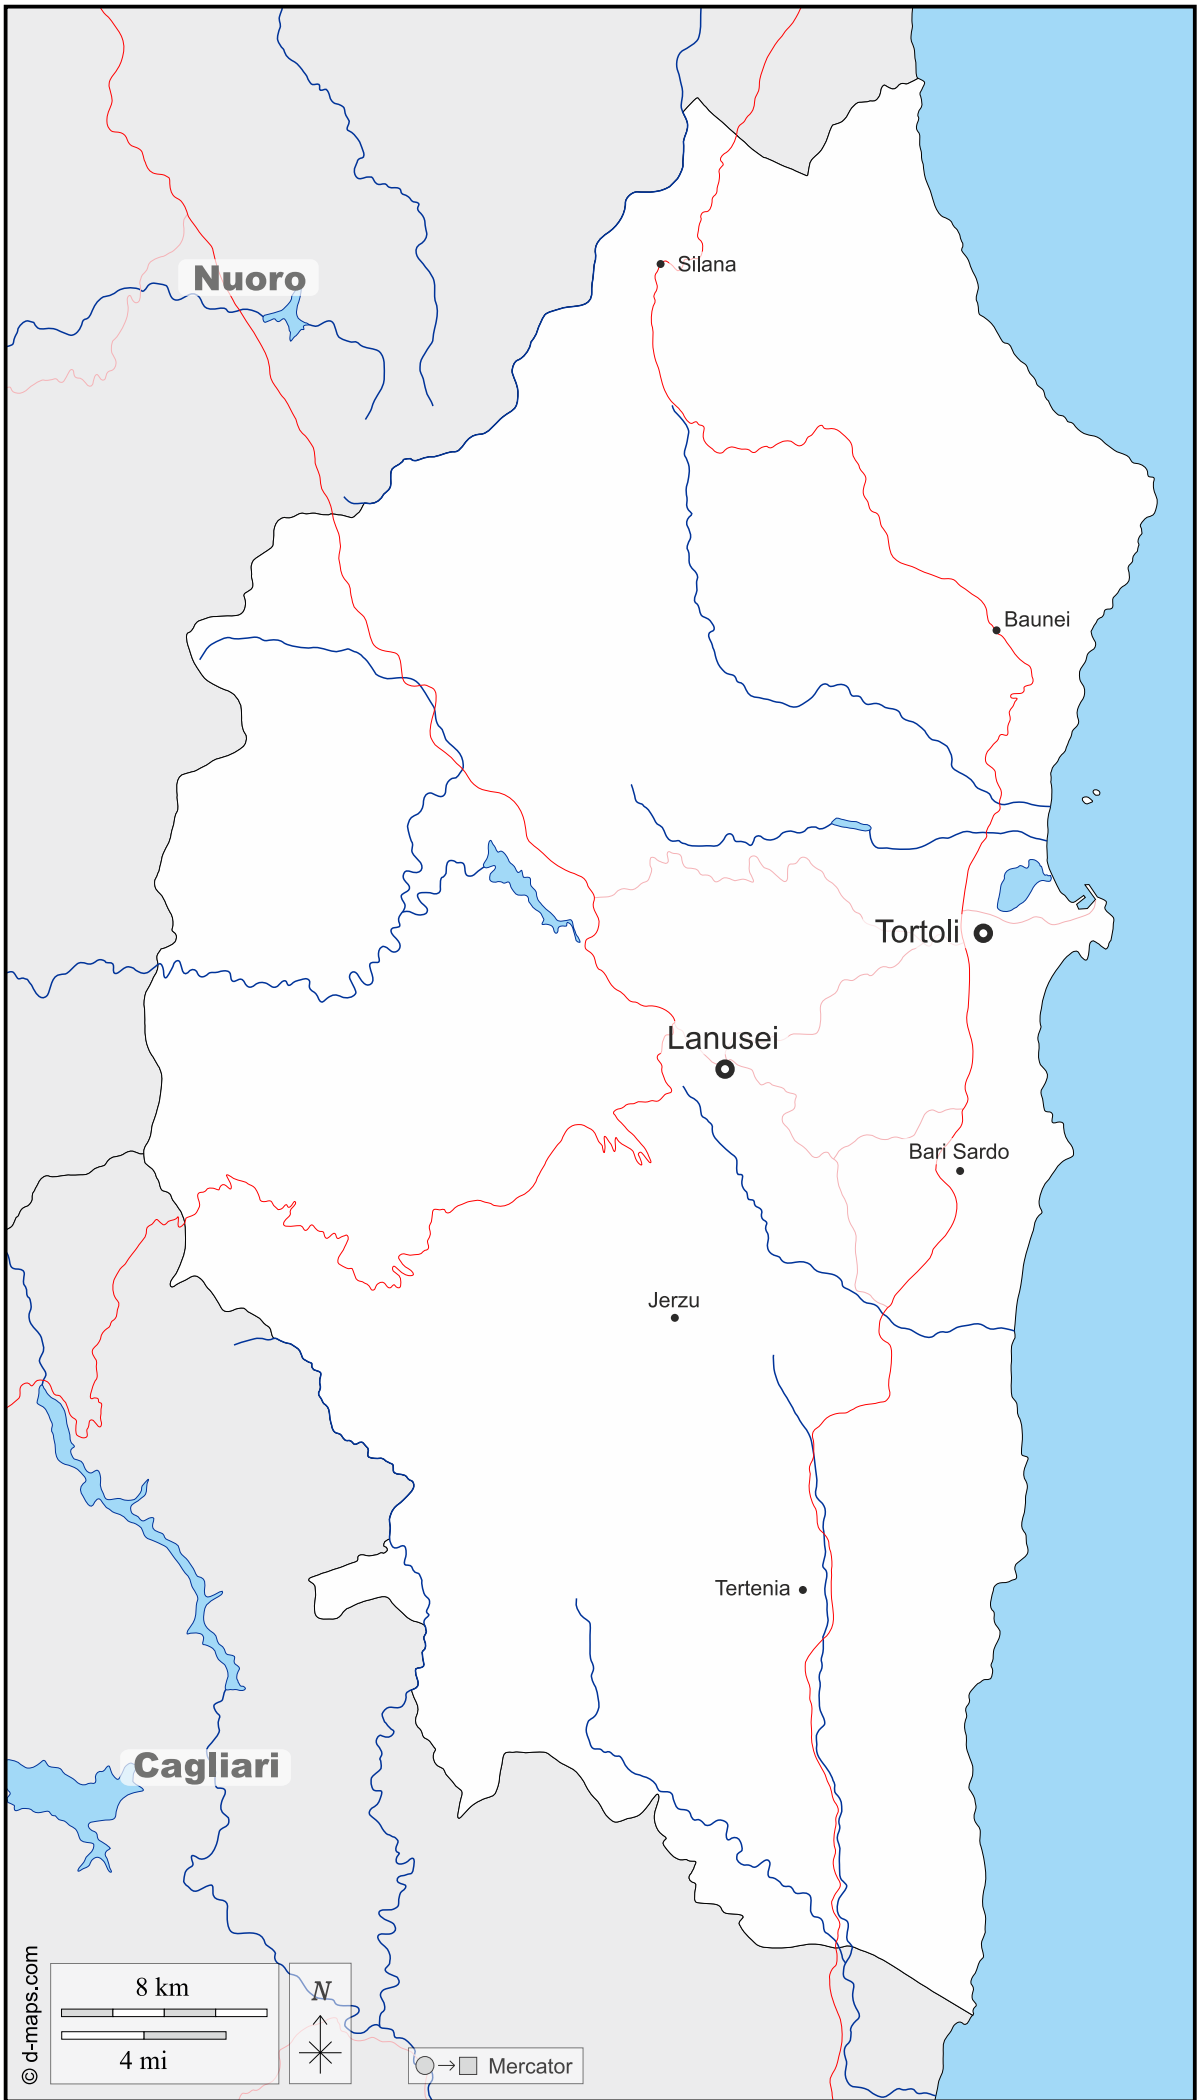 Nuoro
Silana
Baunei
Tortoli
Lanusei
Bari Sardo
Jerzu
Tertenia
Cagliari
8 km
4 mi
N
Mercator
© d-maps.com